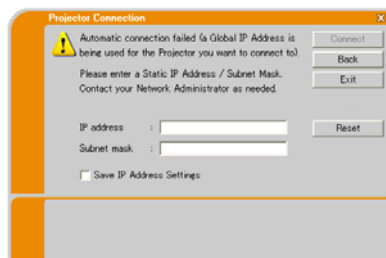 Projector Connection X
Automatic connection failed (a Global IP Address is
being used for the Projector you want to connect to).
Please enter a Static IP Address / Subnet Mask.
Contact your Network Administrator as needed.
Connect
Back
Exit
IP address :
Reset
Subnet mask :
Save IP Address Settings